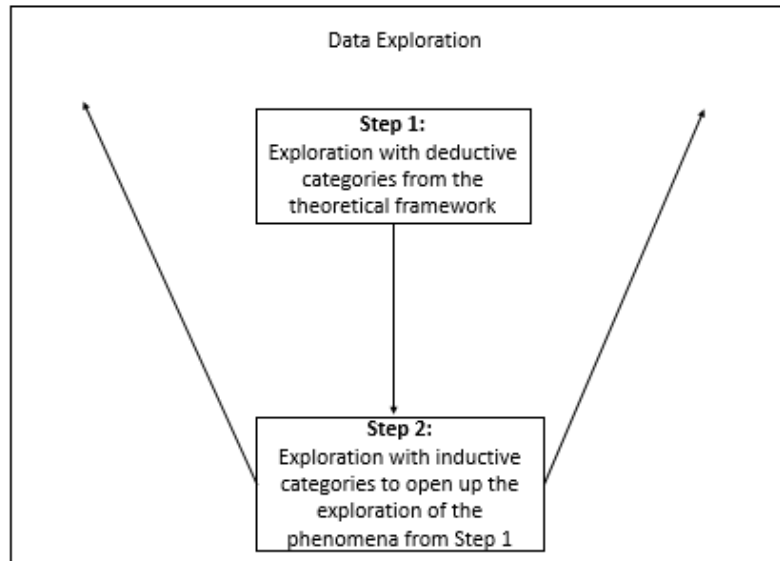 Data Exploration
Step 1:
Exploration with deductive
categories from the
theoretical framework
Step 2:
Exploration with inductive
categories to open up the
exploration of the
phenomena from Step 1